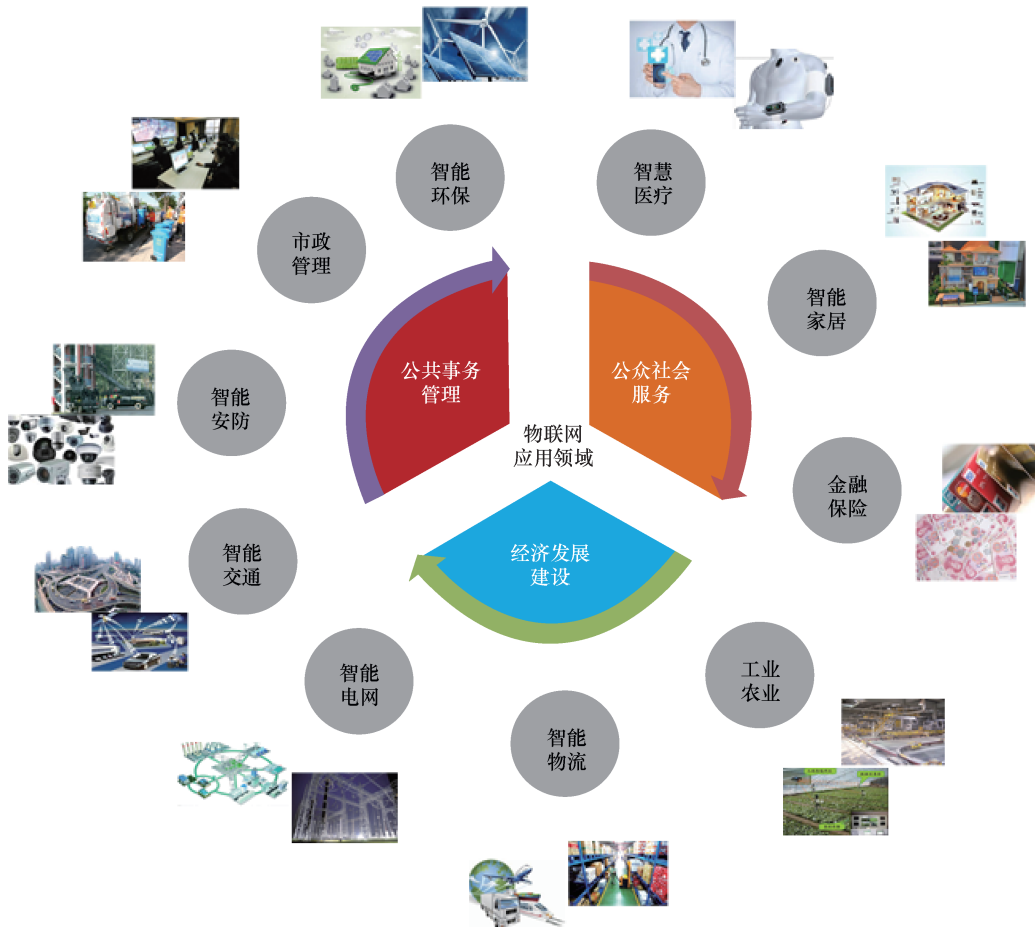 智能
环保
智慧
医疗
市政
管理
智能
家居
公共事务
管理
公众社会
服务
智能
安防
物联网
应用领域
金融
保险
智能
交通
经济发展
建设
智能
电网
工业
农业
智能
物流